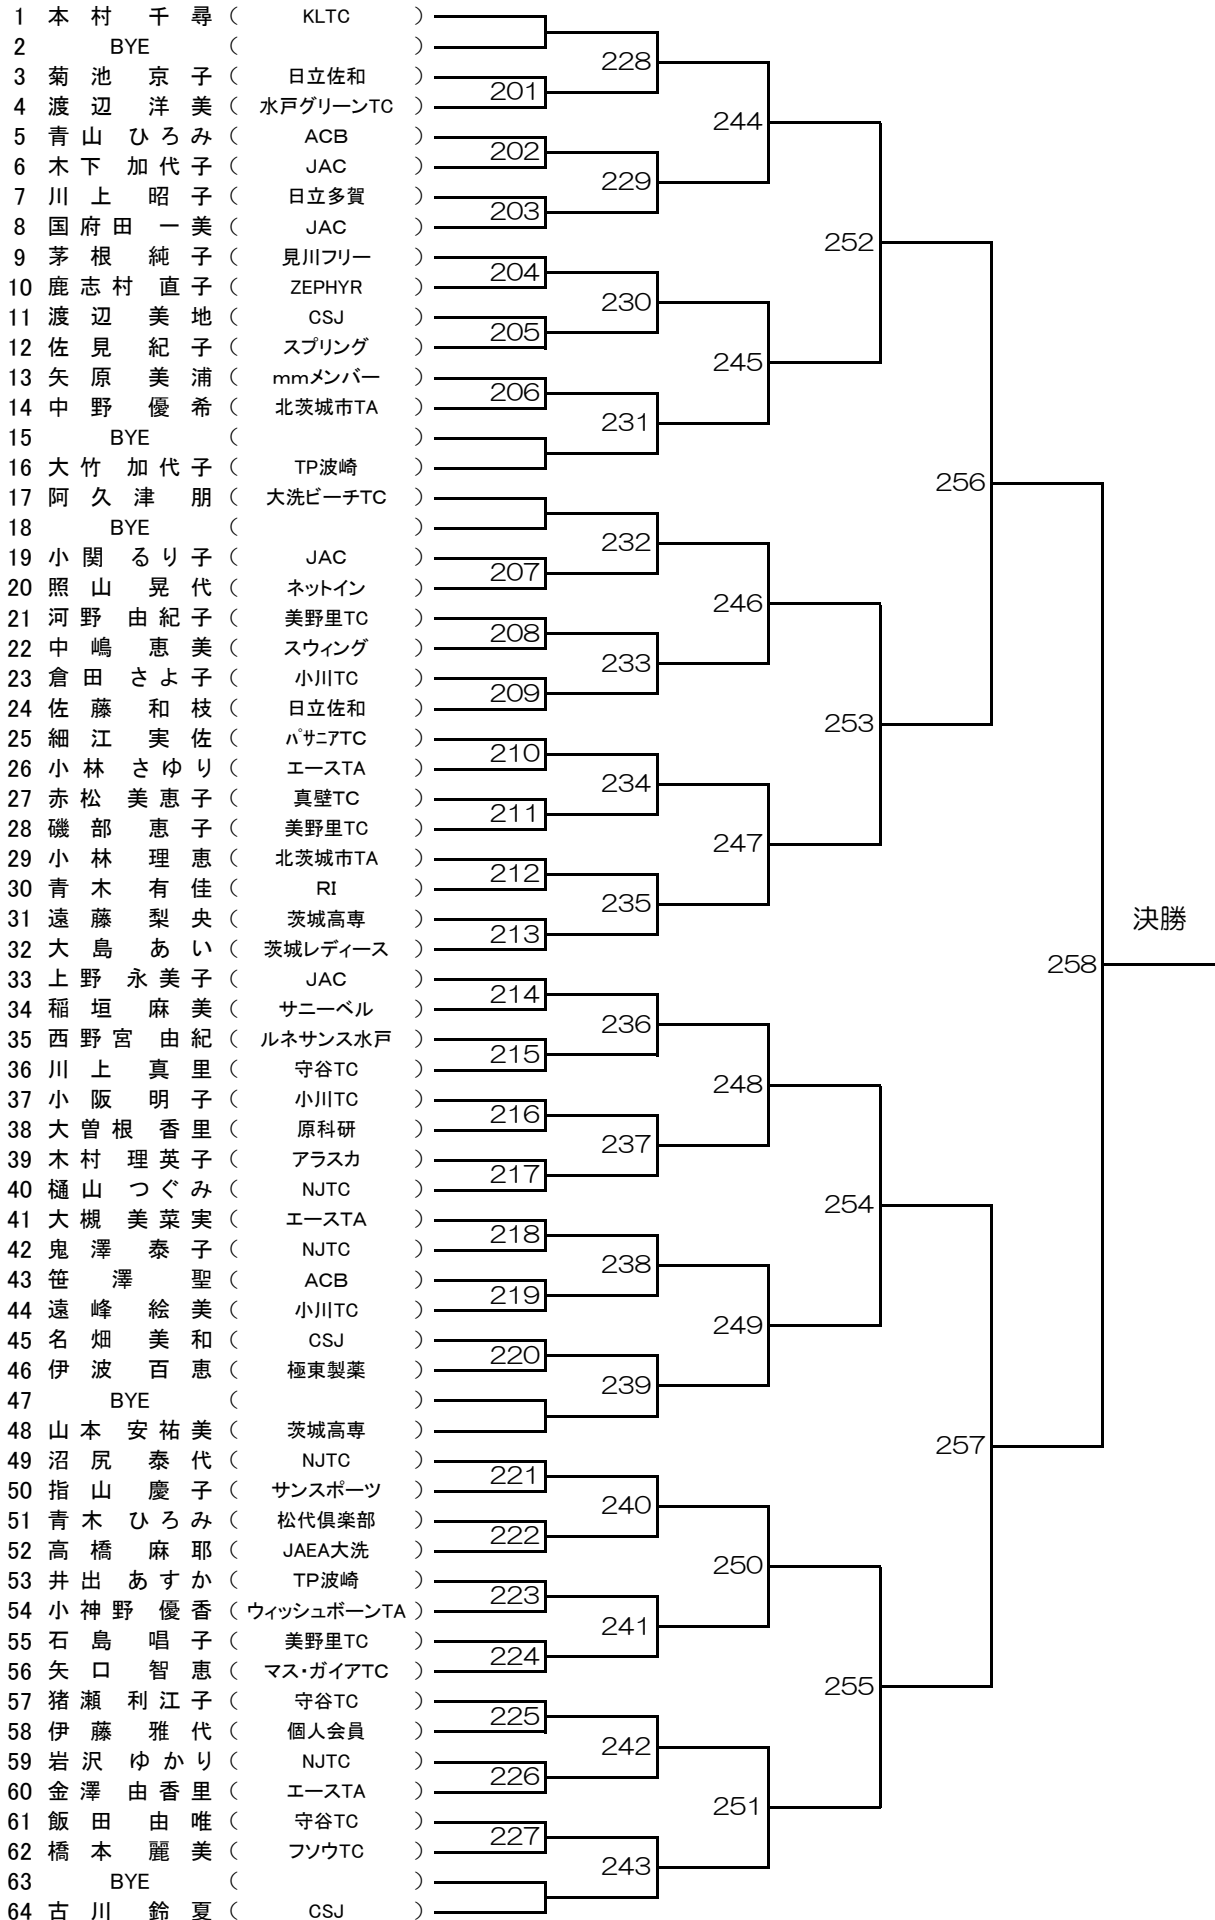 1 本村 千尋 ( KLTC )
2 BYE ( )
228
3 菊池 京子 ( 日立佐和 )
201
4 渡辺 洋美 ( 水戸グリーンTC )
244
5 青山 ひろみ ( ACB )
202
6 木下 加代子 ( JAC )
229
7 川上 昭子 ( 日立多賀 )
203
8 国府田 一美 ( JAC )
252
9 茅根 純子 ( 見川フリー )
204
10 鹿志村 直子 ( ZEPHYR )
230
11 渡辺 美地 ( CSJ )
205
12 佐見 紀子 ( スプリング )
245
13 矢原 美浦 ( mmメンバー )
206
14 中野 優希 ( 北茨城市TA )
231
15 BYE ( )
16 大竹 加代子 ( TP波崎 )
256
17 阿久津 朋 ( 大洗ビーチTC )
18 BYE ( )
232
19 小関 るり子 ( JAC )
207
20 照山 晃代 ( ネットイン )
246
21 河野 由紀子 ( 美野里TC )
208
22 中嶋 恵美 ( スウィング )
233
23 倉田 さよ子 ( 小川TC )
209
24 佐藤 和枝 ( 日立佐和 )
253
25 細江 実佐 ( パサニアTC )
210
26 小林 さゆり ( エースTA )
234
27 赤松 美恵子 ( 真壁TC )
211
28 磯部 恵子 ( 美野里TC )
247
29 小林 理恵 ( 北茨城市TA )
212
30 青木 有佳 ( RI )
235
31 遠藤 梨央 ( 茨城高専 )
決勝
213
32 大島 あい ( 茨城レディース )
258
33 上野 永美子 ( JAC )
214
34 稲垣 麻美 ( サニーベル )
236
35 西野宮 由紀 ( ルネサンス水戸 )
215
36 川上 真里 ( 守谷TC )
248
37 小阪 明子 ( 小川TC )
216
38 大曽根 香里 ( 原科研 )
237
39 木村 理英子 ( アラスカ )
217
40 樋山 つぐみ ( NJTC )
254
41 大槻 美菜実 ( エースTA )
218
42 鬼澤 泰子 ( NJTC )
238
43 笹澤 聖 ( ACB )
219
44 遠峰 絵美 ( 小川TC )
249
45 名畑 美和 ( CSJ )
220
46 伊波 百恵 ( 極東製薬 )
239
47 BYE ( )
48 山本 安祐美 ( 茨城高専 )
257
49 沼尻 泰代 ( NJTC )
221
50 指山 慶子 ( サンスポーツ )
240
51 青木 ひろみ ( 松代倶楽部 )
222
52 高橋 麻耶 ( JAEA大洗 )
250
53 井出 あすか ( TP波崎 )
223
54 小神野 優香 ( ウィッシュボーンTA )
241
55 石島 唱子 ( 美野里TC )
224
56 矢口 智恵 ( マス・ガイアTC )
255
57 猪瀬 利江子 ( 守谷TC )
225
58 伊藤 雅代 ( 個人会員 )
242
59 岩沢 ゆかり ( NJTC )
226
60 金澤 由香里 ( エースTA )
251
61 飯田 由唯 ( 守谷TC )
227
62 橋本 麗美 ( フソウTC )
243
63 BYE ( )
64 古川 鈴夏 ( CSJ )